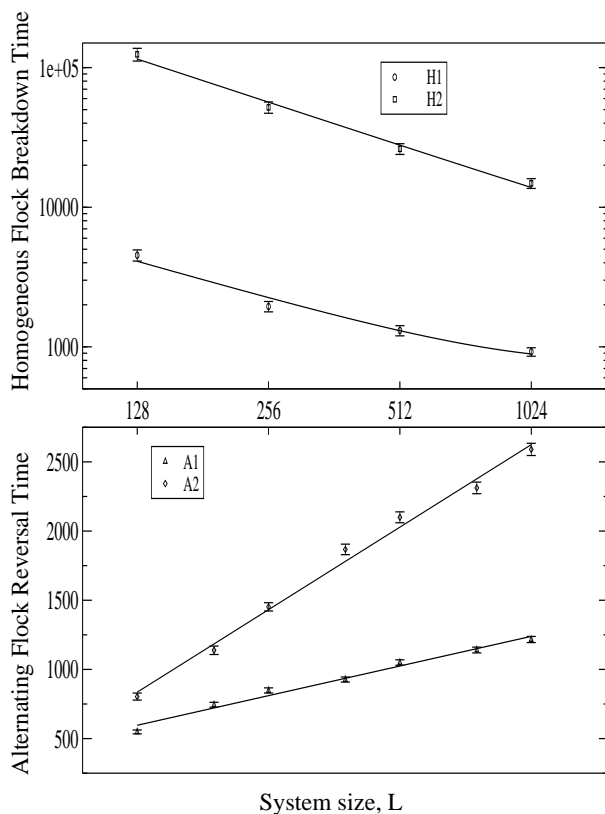 Homogeneous Flock Breakdown Time
1e+05
10000
1000
H1
H2
128
256
512
1024
Alternating Flock Reversal Time
2500
2000
1500
1000
500
A1
A2
System size, L